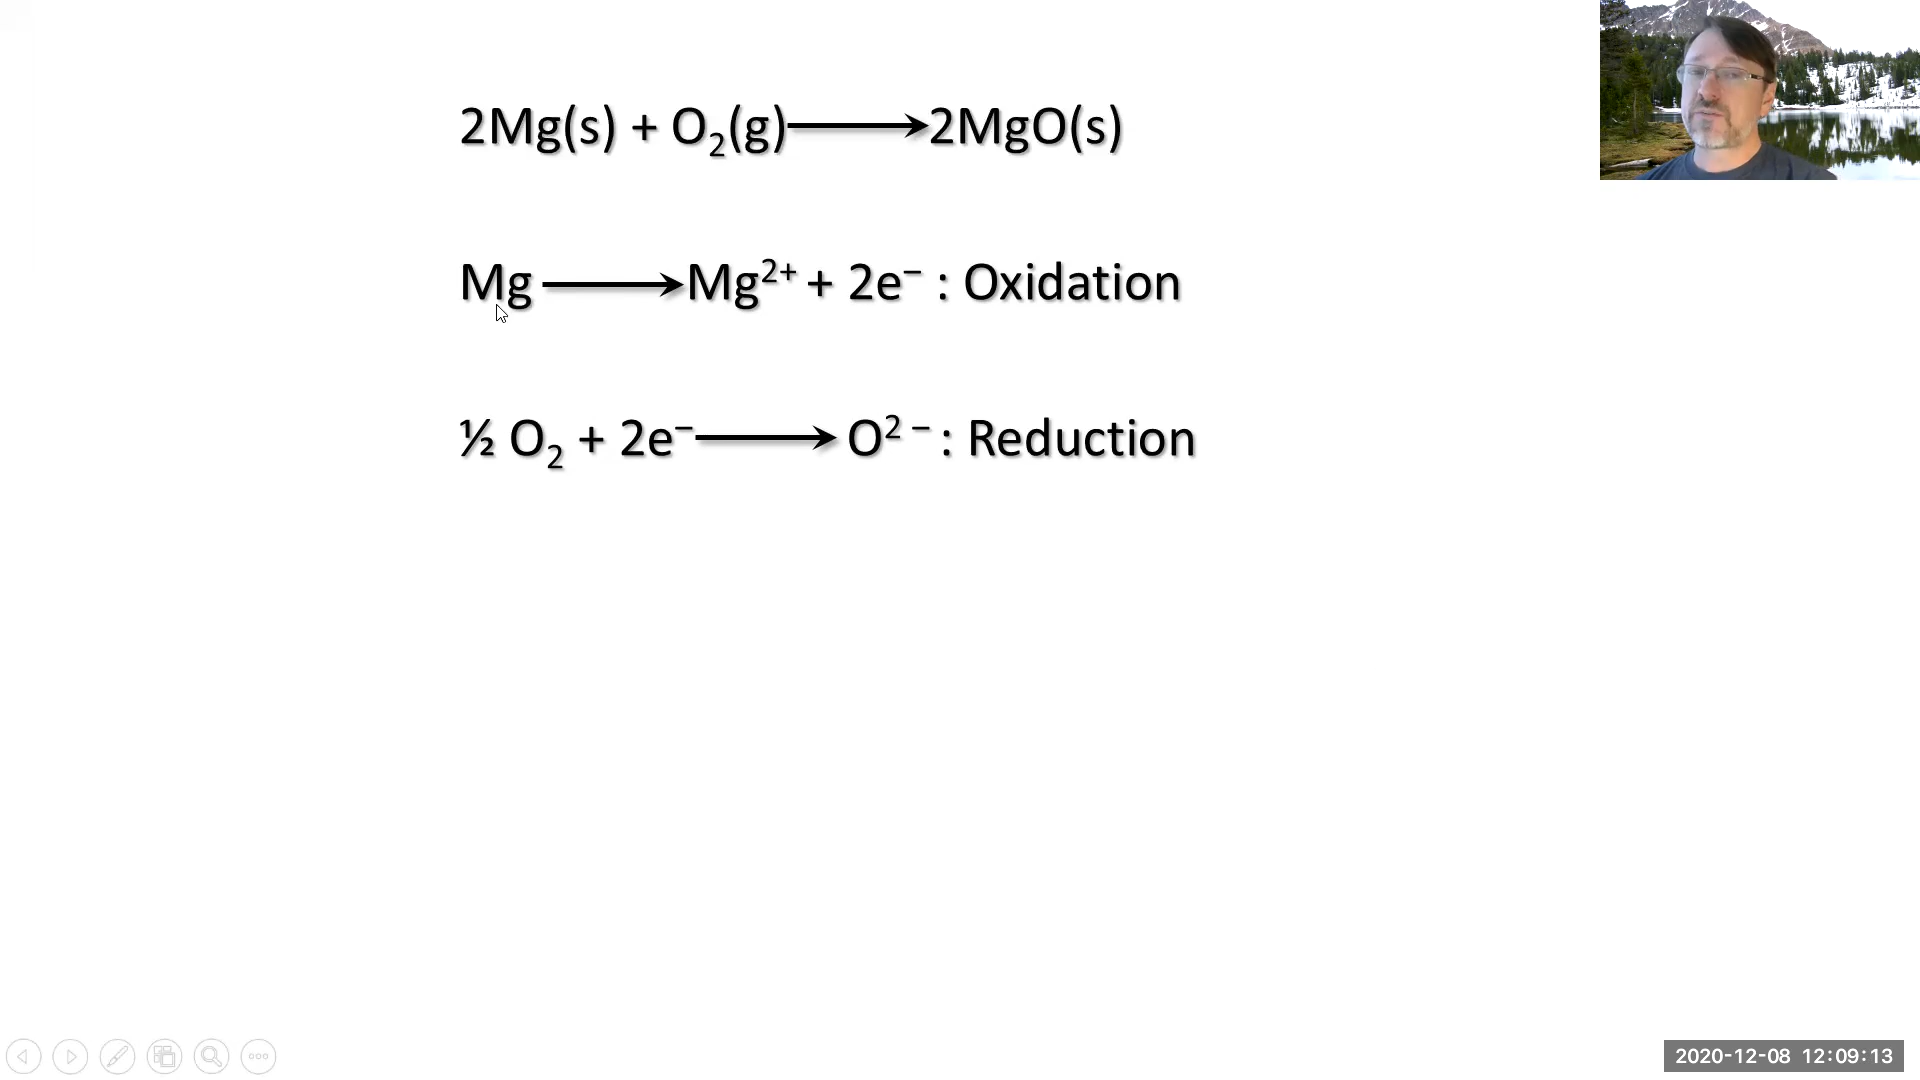 2Mg(s) + O₂(g)⟶2MgO(s)
Mg ⟶Mg²⁺ + 2e⁻ : Oxidation
½ O₂ + 2e⁻⟶ O²⁻ : Reduction
2020-12-08 12:09:13